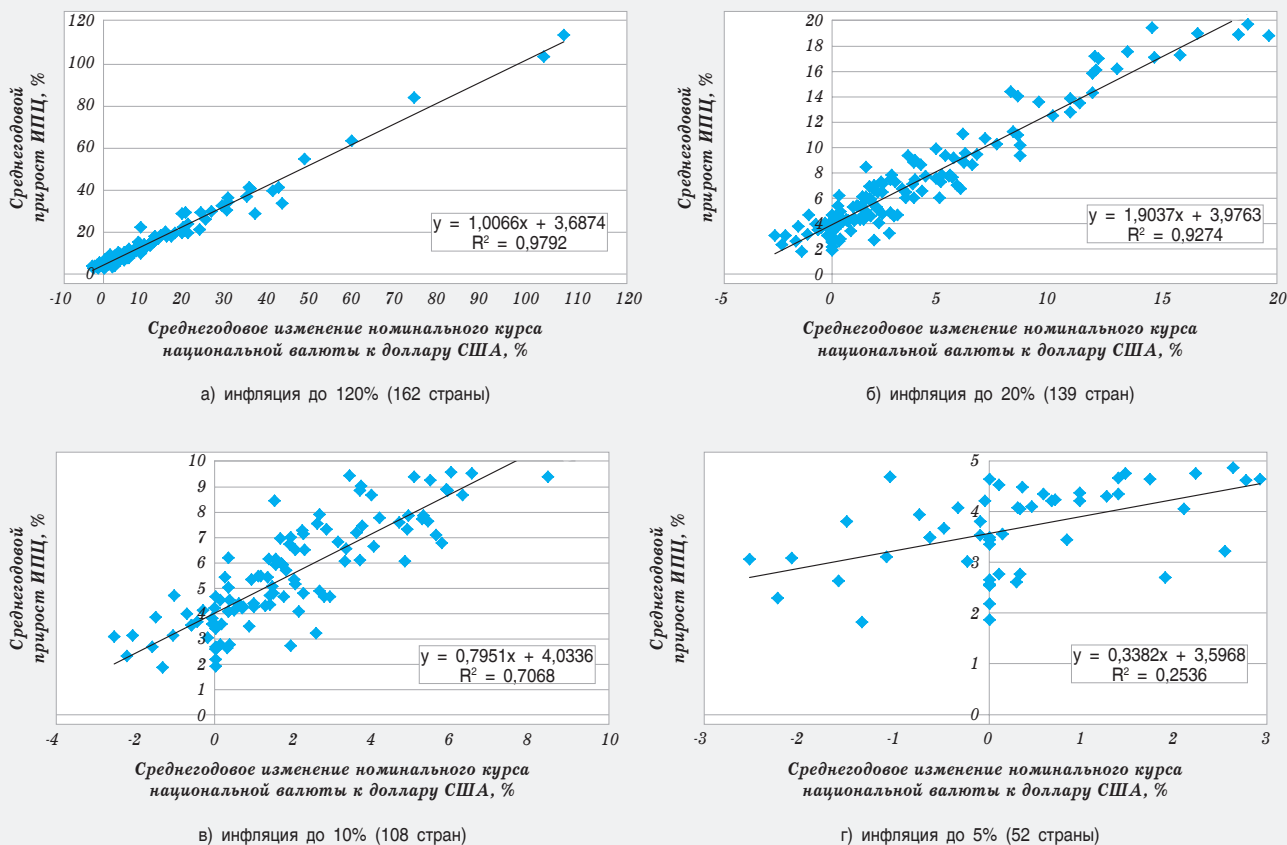 120
100
80
60
40
20
0
Среднегодовой
прирост ИПЦ, %
y = 1,0066x + 3,6874
R² = 0,9792
-10 0 10 20 30 40 60 70 80 90 100 110 120
Среднегодовое изменение номинального курса
национальной валюты к доллару США, %
а) инфляция до 120% (162 страны)
20
18
16
14
12
10
8
6
4
2
0
Среднегодовой
прирост ИПЦ, %
y = 1,9037x + 3,9763
R² = 0,9274
-5 0 5 10 15 20
Среднегодовое изменение номинального курса
национальной валюты к доллару США, %
б) инфляция до 20% (139 стран)
10
9
8
7
6
5
4
3
2
1
0
Среднегодовой
прирост ИПЦ, %
y = 0,7951x + 4,0336
R² = 0,7068
-4 -2 0 2 4 6 8 10
Среднегодовое изменение номинального курса
национальной валюты к доллару США, %
в) инфляция до 10% (108 стран)
5
4
3
2
1
0
Среднегодовой
прирост ИПЦ, %
y = 0,3382x + 3,5968
R² = 0,2536
-3 -2 -1 0 1 2 3
Среднегодовое изменение номинального курса
национальной валюты к доллару США, %
г) инфляция до 5% (52 страны)